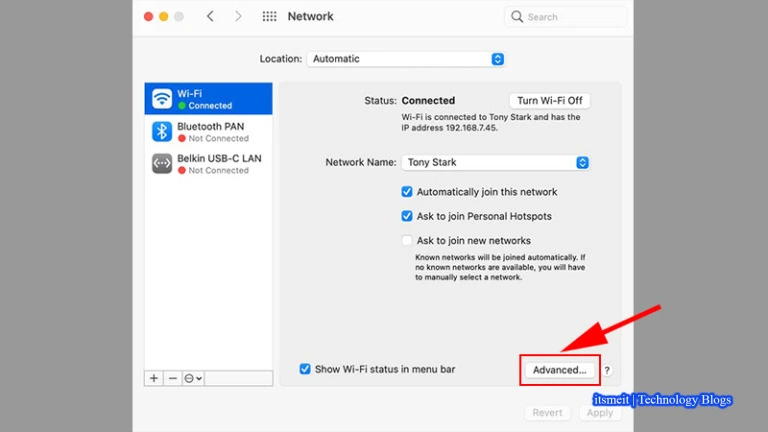 Network
Search
Location: Automatic
Wi-Fi
Connected
Bluetooth PAN
Not Connected
Belkin USB-C LAN
Not Connected
Status: Connected
Turn Wi-Fi Off
Wi-Fi is connected to Tony Stark and has the
IP address 192.168.7.45.
Network Name: Tony Stark
Automatically join this network
Ask to join Personal Hotspots
Ask to join new networks
Known networks will be joined automatically. If
no known networks are available, you will have
to manually select a network.
Show Wi-Fi status in menu bar
Advanced...
?
itsmeit | Technology Blogs
Revert
Apply